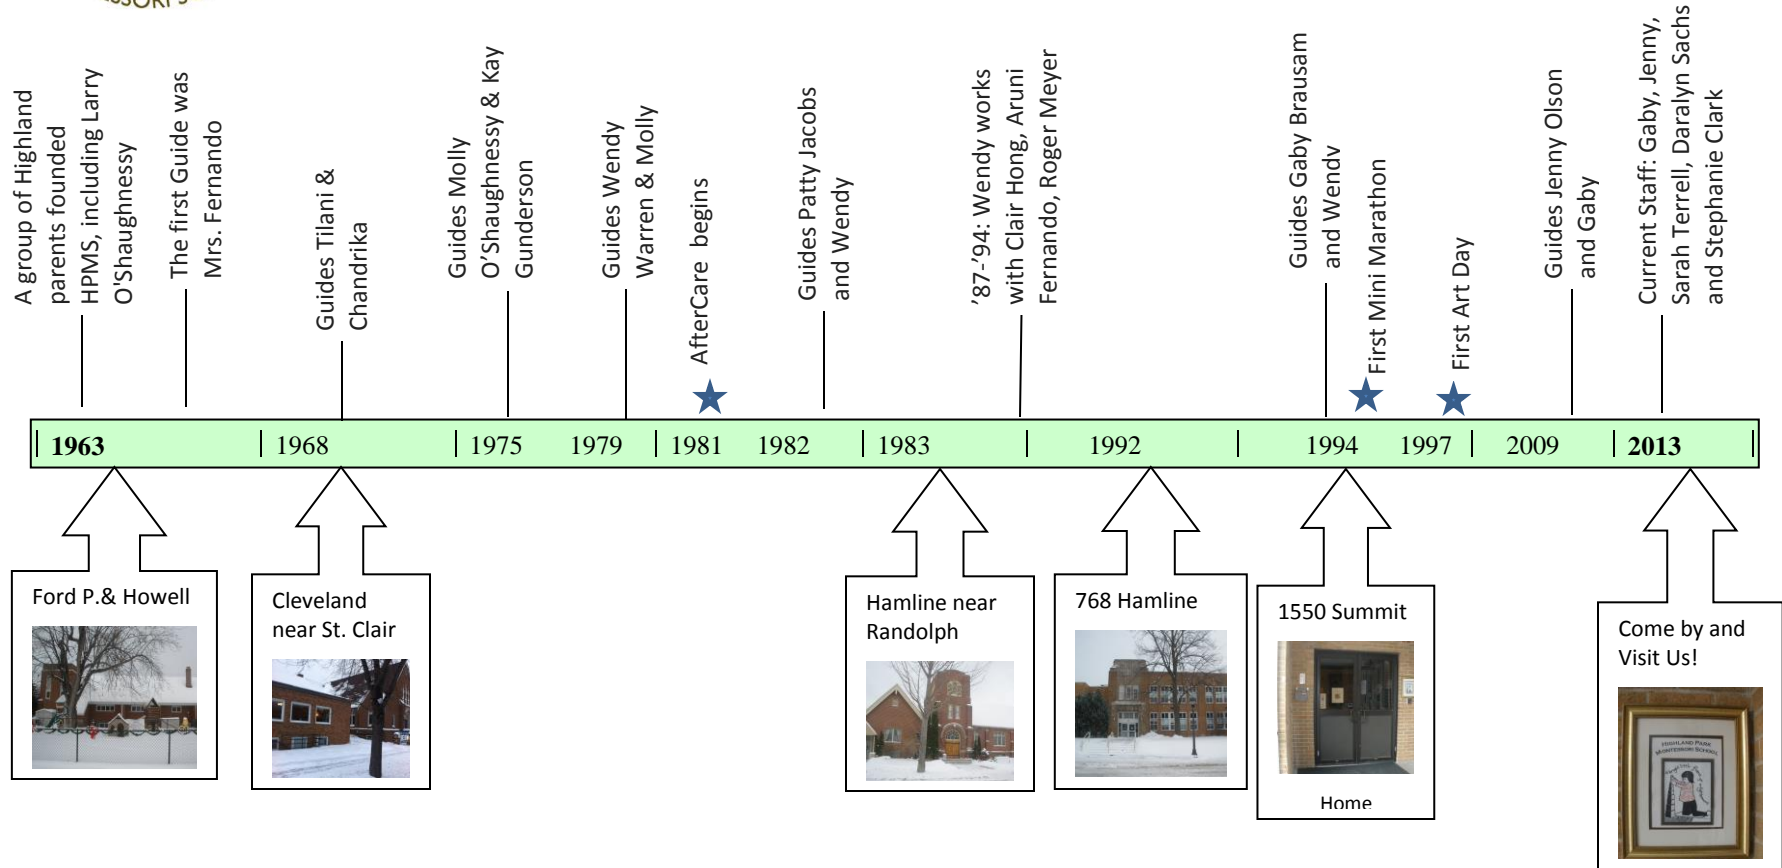 A group of Highland
parents founded
HPMS, including Larry
O'Shaughnessy
The first Guide was
Mrs. Fernando
Guides Tilani &
Chandrika
Guides Molly
O'Shaughnessy & Kay
Gunderson
Guides Wendy
Warren & Molly
AfterCare begins
Guides Patty Jacobs
and Wendy
'87-'94: Wendy works
with Clair Hong, Aruni
Fernando, Roger Meyer
Guides Gaby Brausam
and Wendy
First Mini Marathon
First Art Day
Guides Jenny Olson
and Gaby
Current Staff: Gaby, Jenny,
Sarah Terrell, Daralyn Sachs
and Stephanie Clark
1963
1968
1975
1979
1981
1982
1983
1992
1994
1997
2009
2013
Ford P.& Howell
Cleveland
near St. Clair
Hamline near
Randolph
768 Hamline
1550 Summit
Home
Come by and
Visit Us!
HIGHLAND PARK
MONTESSORI SCHOOL